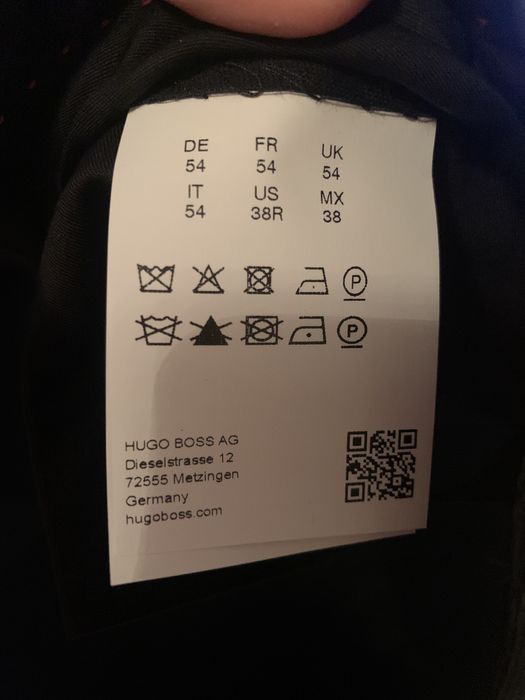 DE FR UK
54 54 54
IT US MX
54 38R 38
P
P
HUGO BOSS AG
Dieselstrasse 12
72555 Metzingen
Germany
hugoboss.com